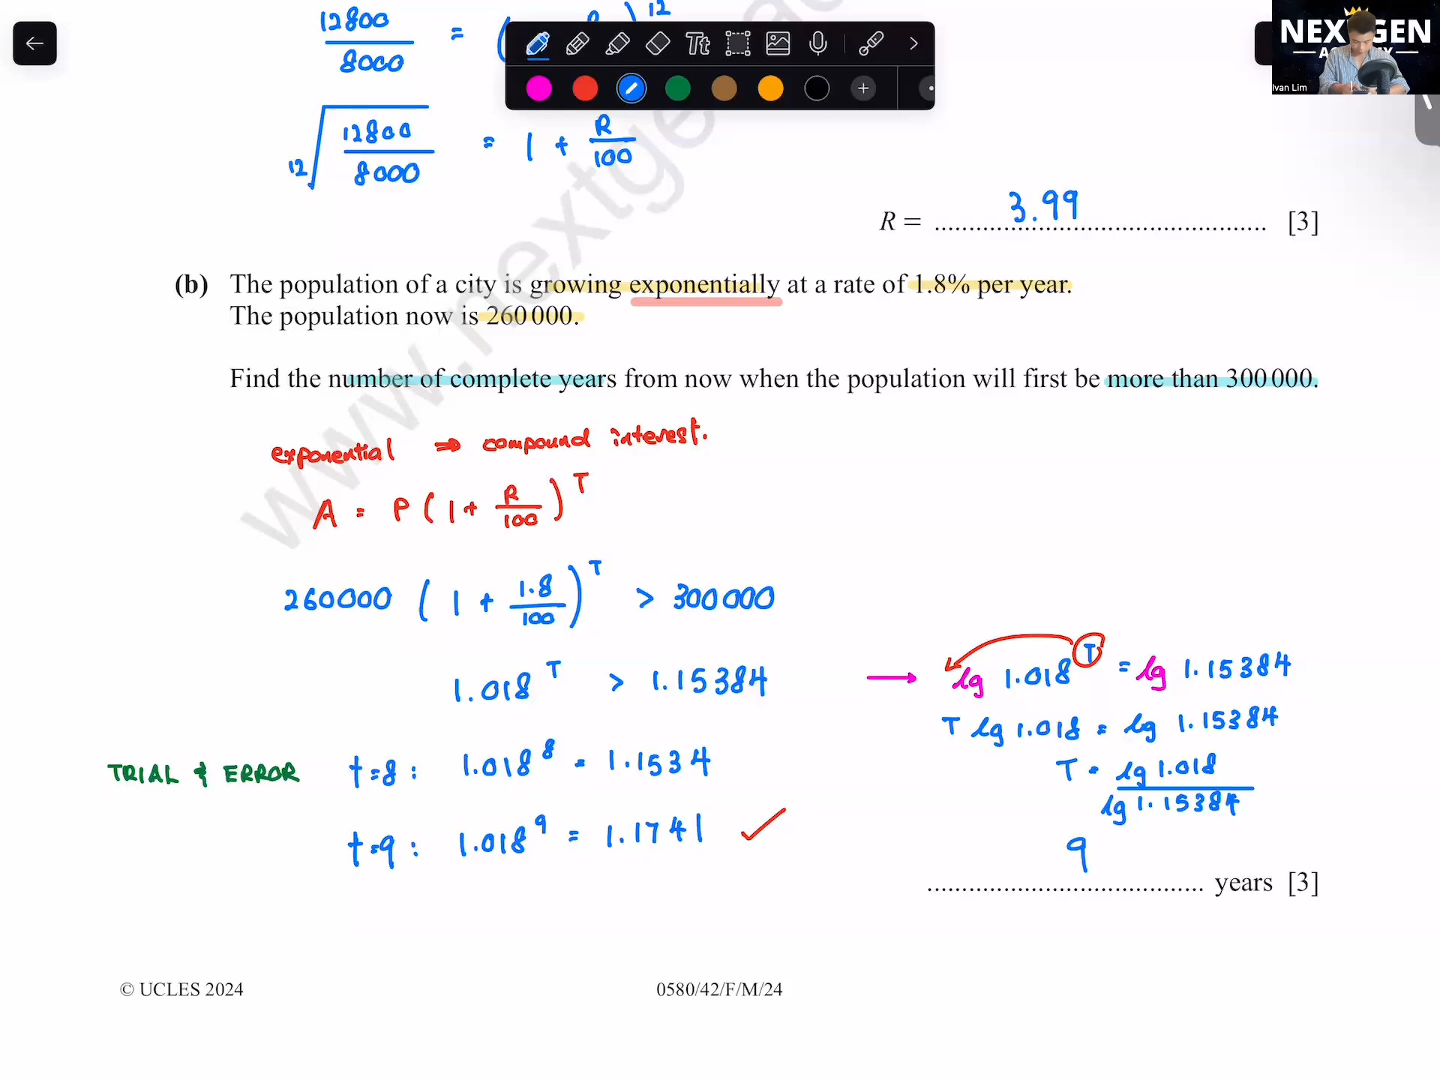 12800
8000
=
12
12
12800
8000
= 1 + R
100
NEXTGEN
ACADEMY
Ivan Lim
Tt
R = 3.99 [3]
(b) The population of a city is growing exponentially at a rate of 1.8% per year.
The population now is 260 000.
Find the number of complete years from now when the population will first be more than 300 000.
exponential ⇒ compound interest.
A = P ( 1 + R/100 ) T
260000 ( 1 + 1.8/100 ) T > 300000
1.018 T > 1.15384
→ lg 1.018 T = lg 1.15384
T lg 1.018 = lg 1.15384
T = lg 1.018
lg 1.15384
TRIAL & ERROR
t=8 : 1.018 8 = 1.1534
t=9 : 1.018 9 = 1.1741 ✓
9
years [3]
© UCLES 2024
0580/42/F/M/24